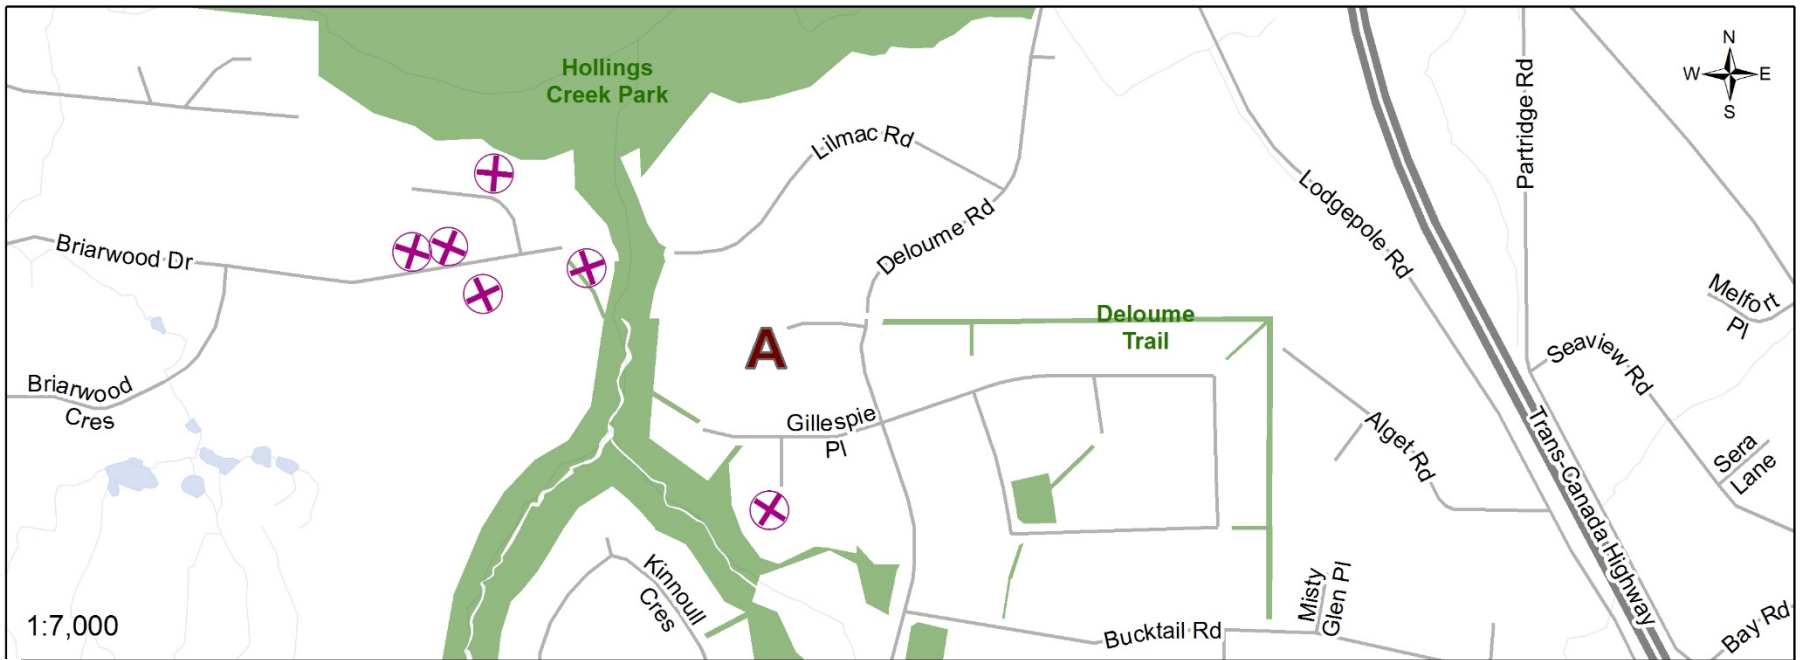 Hollings
Creek Park
N
W E
S
Partridge Rd
Lilmac Rd
Lodgepole Rd
Deloume Rd
Briarwood Dr
Melfort
Pl
Deloume
Trail
A
Seaview Rd
Briarwood
Cres
Gillespie
Pl
Alget Rd
Trans-Canada Highway
Sera
Lane
Kinnoull
Cres
Misty
Glen Pl
1:7,000
Bucktail Rd
Bay Rd